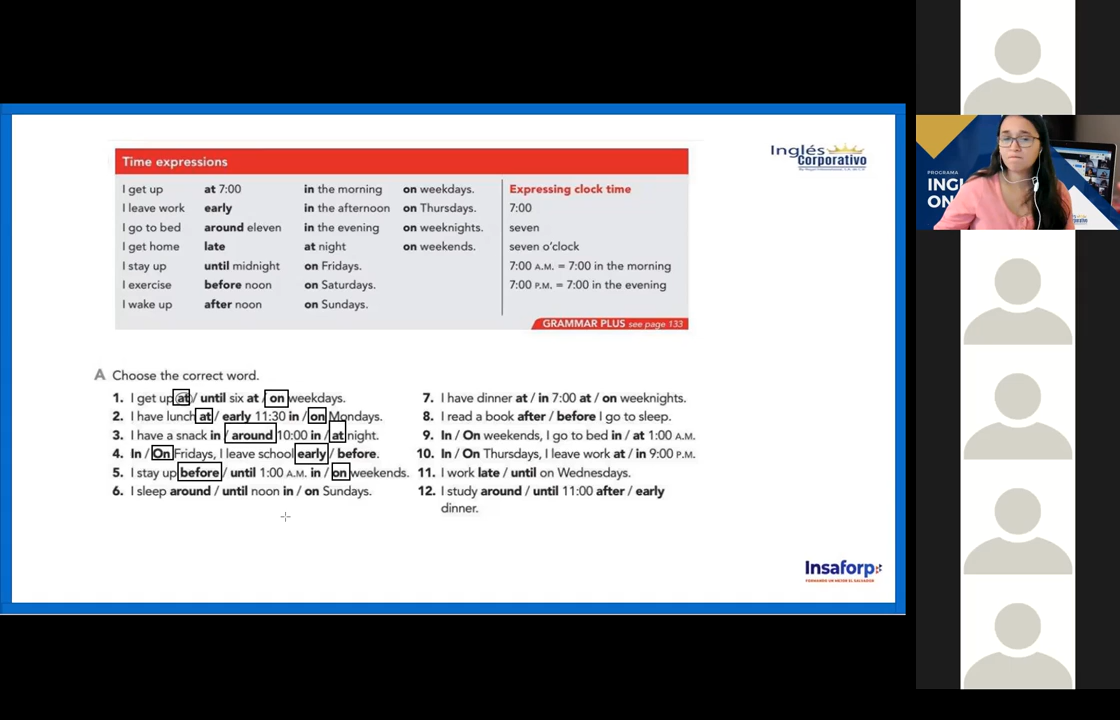 Time expressions
I get up at 7:00 in the morning on weekdays.
I leave work early in the afternoon on Thursdays.
I go to bed around eleven in the evening on weeknights.
I get home late at night on weekends.
I stay up until midnight on Fridays.
I exercise before noon on Saturdays.
I wake up after noon on Sundays.
Expressing clock time
7:00
seven
seven o'clock
7:00 A.M. = 7:00 in the morning
7:00 P.M. = 7:00 in the evening
GRAMMAR PLUS see page 133
Inglés
Corporativo
A Choose the correct word.
1. I get up at / until six at / on weekdays.
2. I have lunch at / early 11:30 in / on Mondays.
3. I have a snack in / around 10:00 in / at night.
4. In / On Fridays, I leave school early / before.
5. I stay up before / until 1:00 A.M. in / on weekends.
6. I sleep around / until noon in / on Sundays.
7. I have dinner at / in 7:00 at / on weeknights.
8. I read a book after / before I go to sleep.
9. In / On weekends, I go to bed in / at 1:00 A.M.
10. In / On Thursdays, I leave work at / in 9:00 P.M.
11. I work late / until on Wednesdays.
12. I study around / until 11:00 after / early
dinner.
Insaforp
FORMANDO UN MEJOR EL SALVADOR
PROGRAMA
INGL
ON